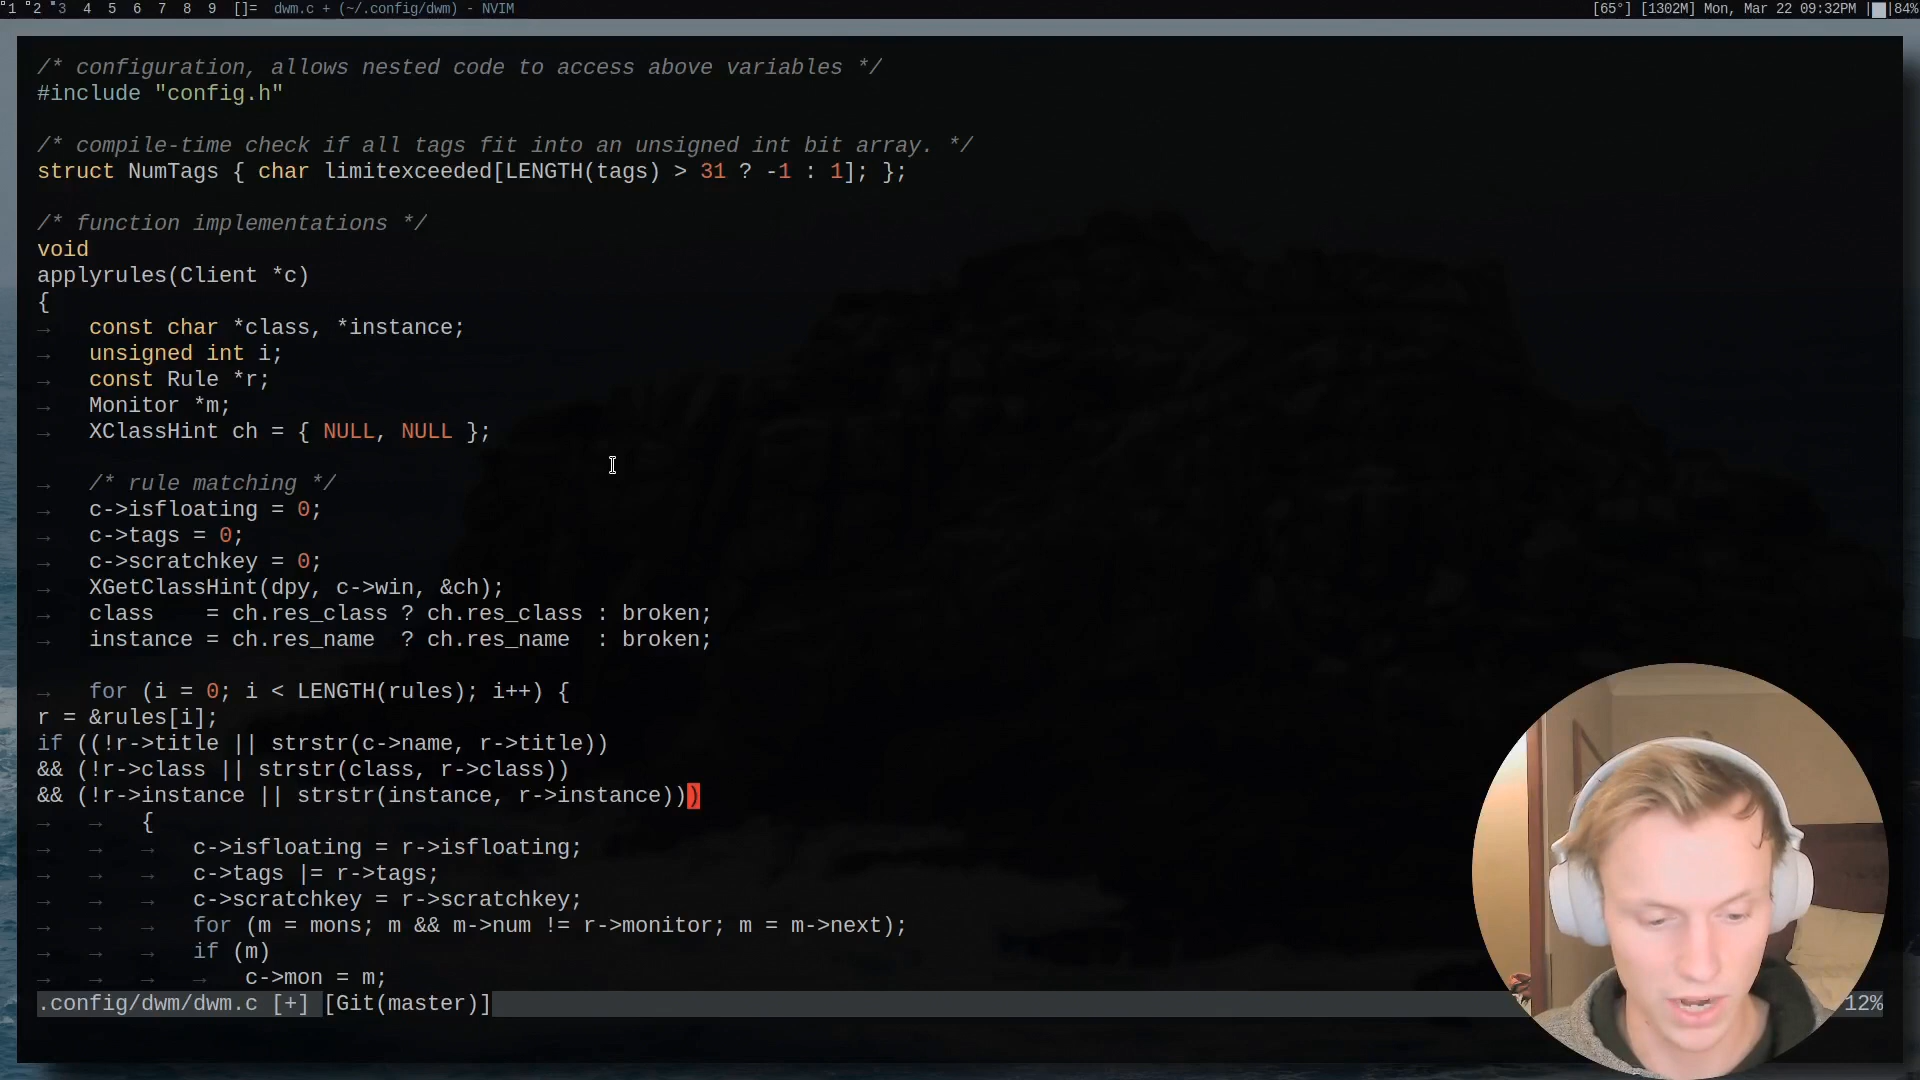 1 2 3 4 5 6 7 8 9 []= dwm.c + (~/.config/dwm) - NVIM [65°] [1302M] Mon, Mar 22 09:32PM | |84%
/* configuration, allows nested code to access above variables */
#include "config.h"
/* compile-time check if all tags fit into an unsigned int bit array. */
struct NumTags { char limitexceeded[LENGTH(tags) > 31 ? -1 : 1]; };
/* function implementations */
void
applyrules(Client *c)
{
→ const char *class, *instance;
→ unsigned int i;
→ const Rule *r;
→ Monitor *m;
→ XClassHint ch = { NULL, NULL };
→ /* rule matching */
→ c->isfloating = 0;
→ c->tags = 0;
→ c->scratchkey = 0;
→ XGetClassHint(dpy, c->win, &ch);
→ class    = ch.res_class ? ch.res_class : broken;
→ instance = ch.res_name  ? ch.res_name  : broken;
→ for (i = 0; i < LENGTH(rules); i++) {
r = &rules[i];
if ((!r->title || strstr(c->name, r->title))
&& (!r->class || strstr(class, r->class))
&& (!r->instance || strstr(instance, r->instance)))
→ → {
→ → → c->isfloating = r->isfloating;
→ → → c->tags |= r->tags;
→ → → c->scratchkey = r->scratchkey;
→ → → for (m = mons; m && m->num != r->monitor; m = m->next);
→ → → if (m)
→ → → → c->mon = m;
.config/dwm/dwm.c [+] [Git(master)] 12%